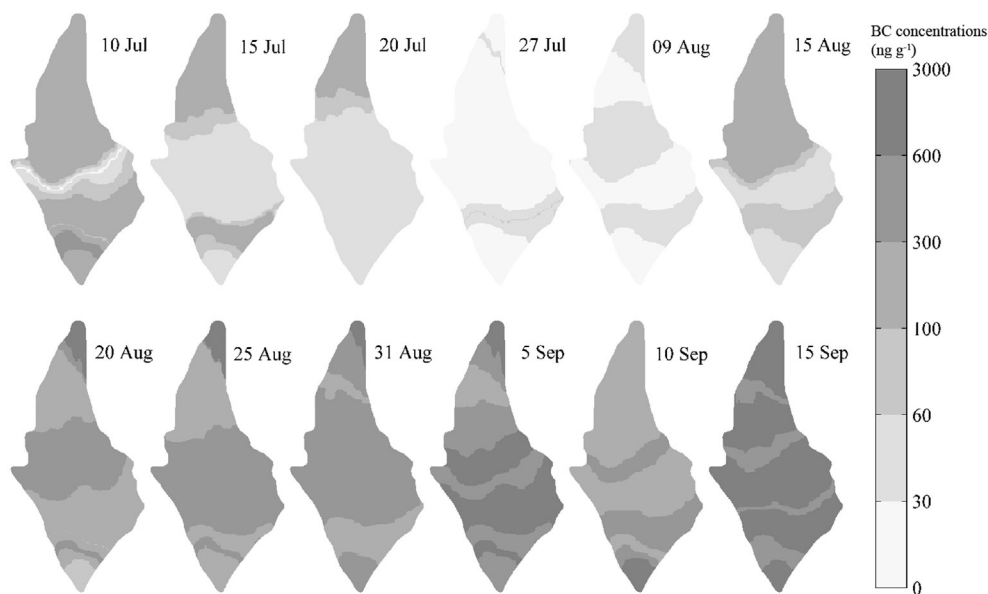 10 Jul
15 Jul
20 Jul
27 Jul
09 Aug
15 Aug
BC concentrations
(ng g⁻¹)
3000
600
300
100
60
30
0
20 Aug
25 Aug
31 Aug
5 Sep
10 Sep
15 Sep